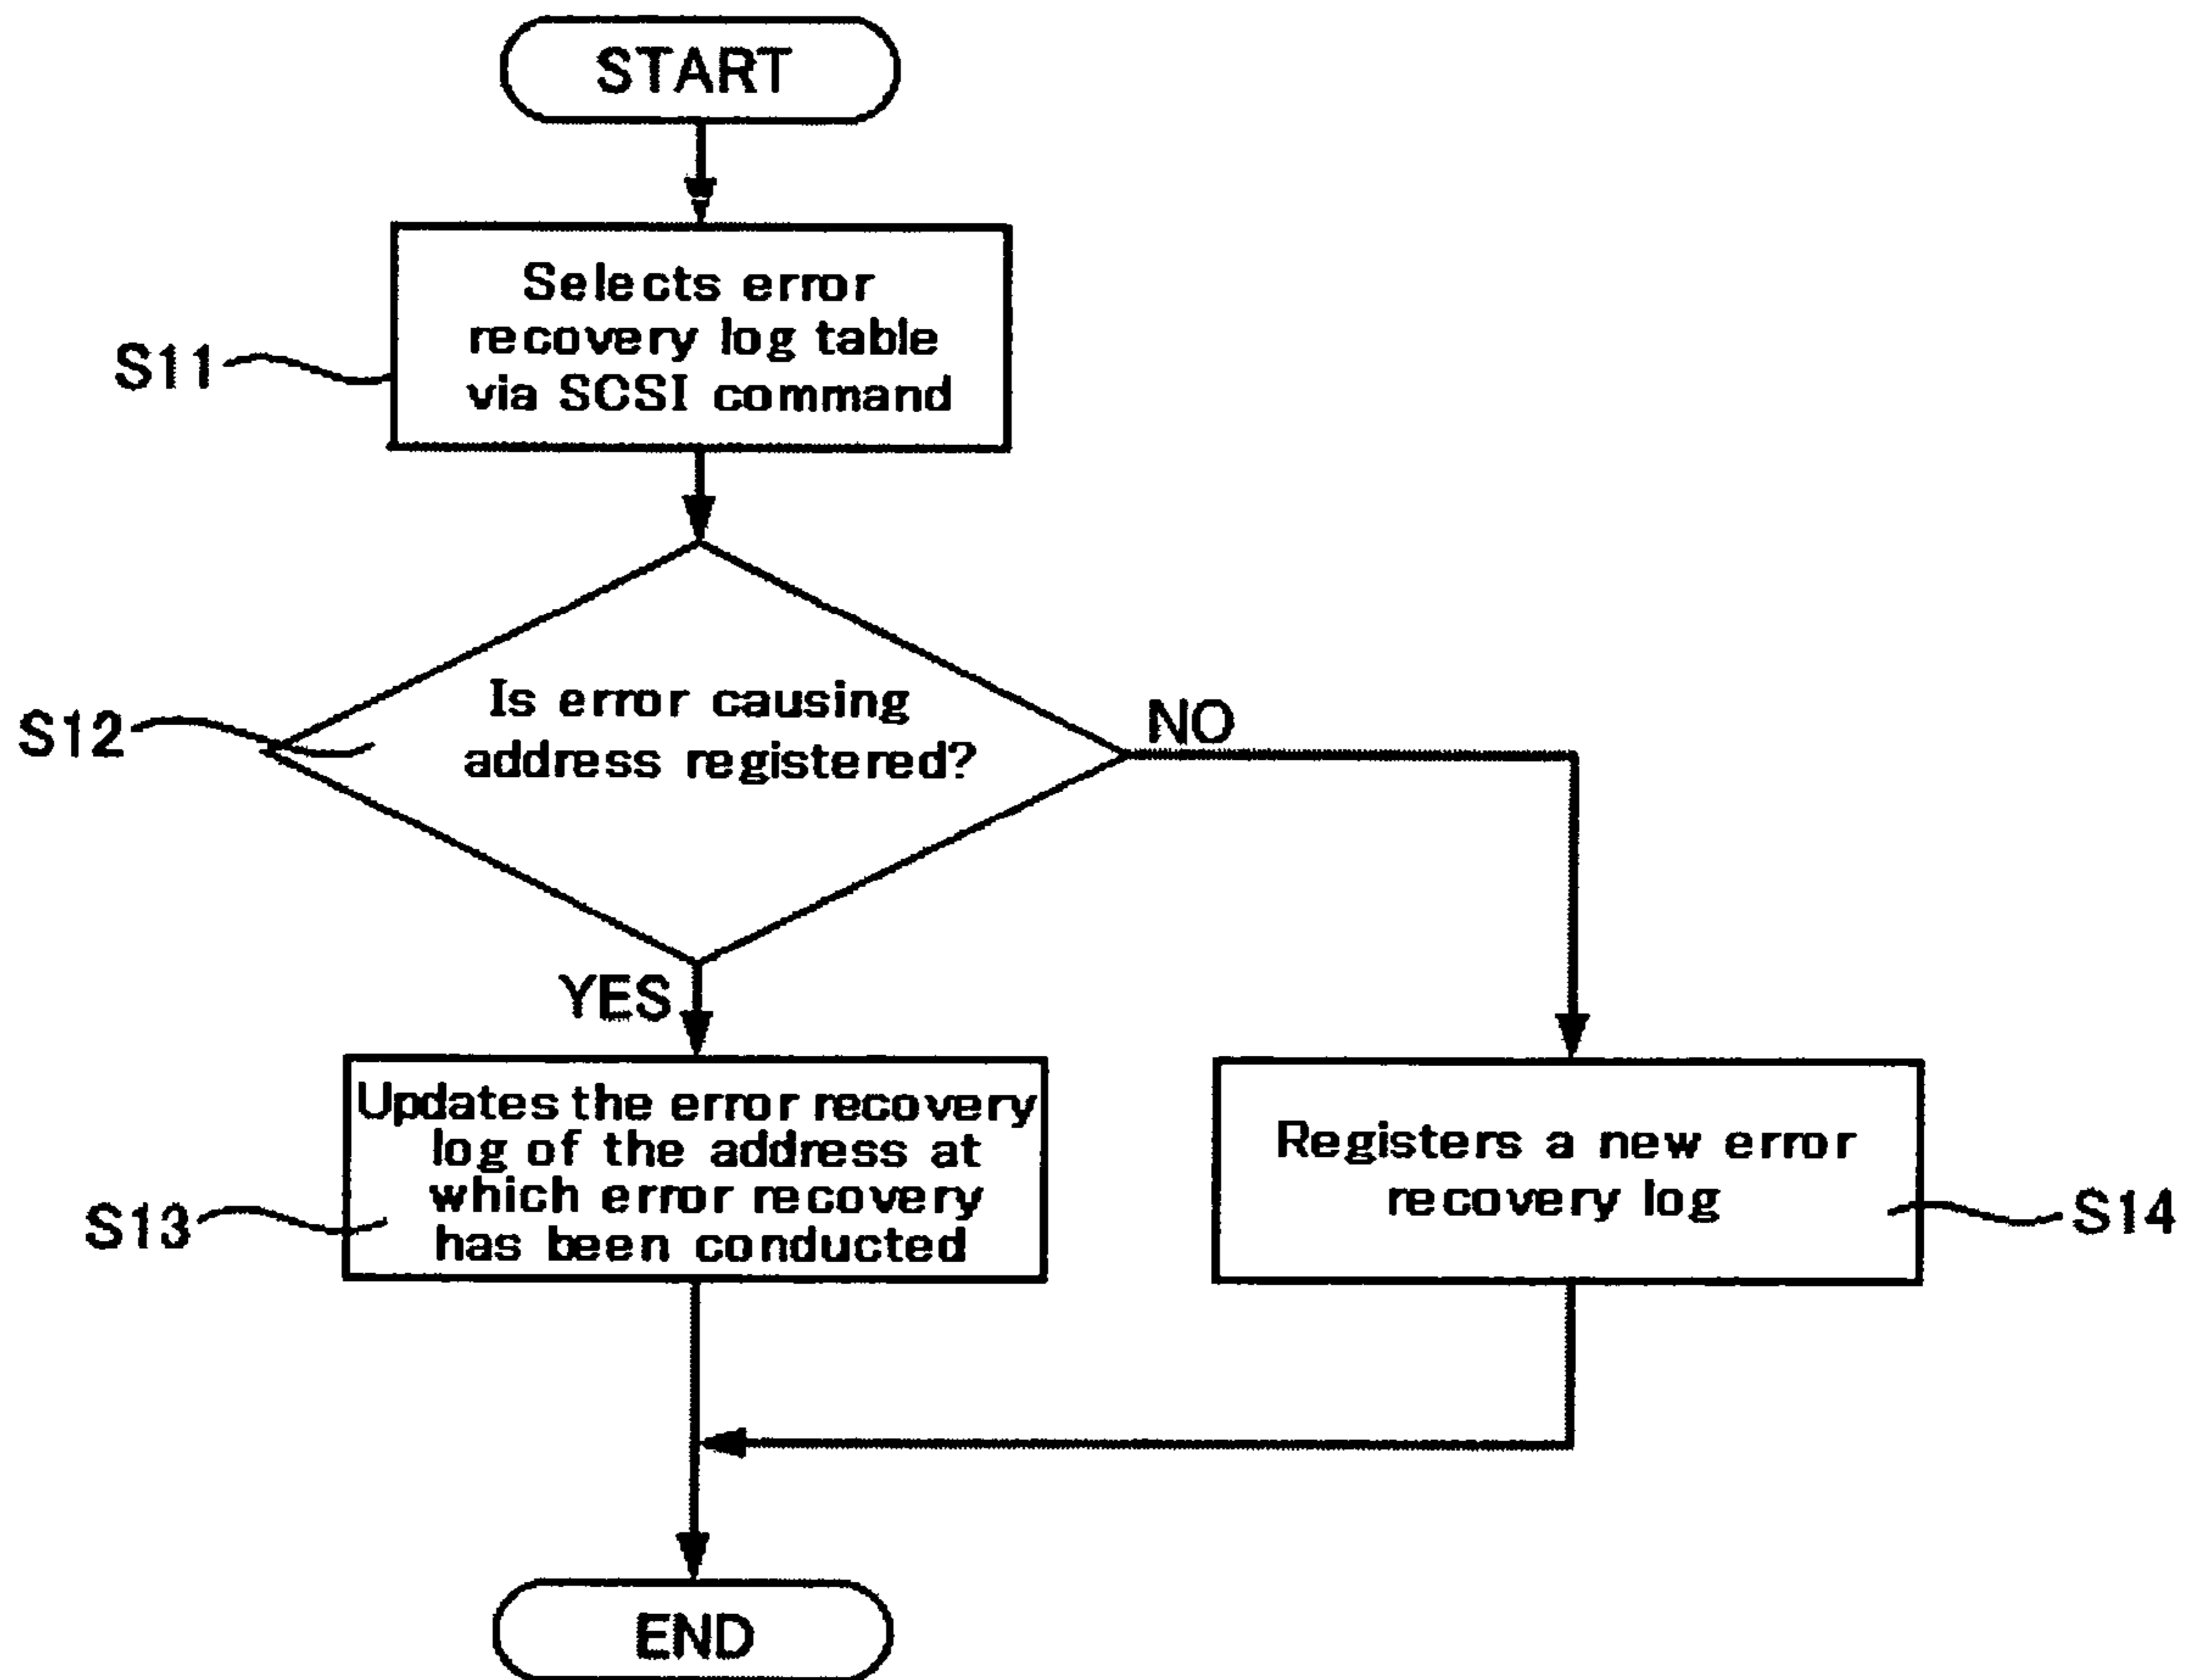 START
Selects error
recovery log table
via SCSI command
S11
Is error causing
address registered?
S12
NO
YES
Updates the error recovery
log of the address at
which error recovery
has been conducted
S13
Registers a new error
recovery log
S14
END